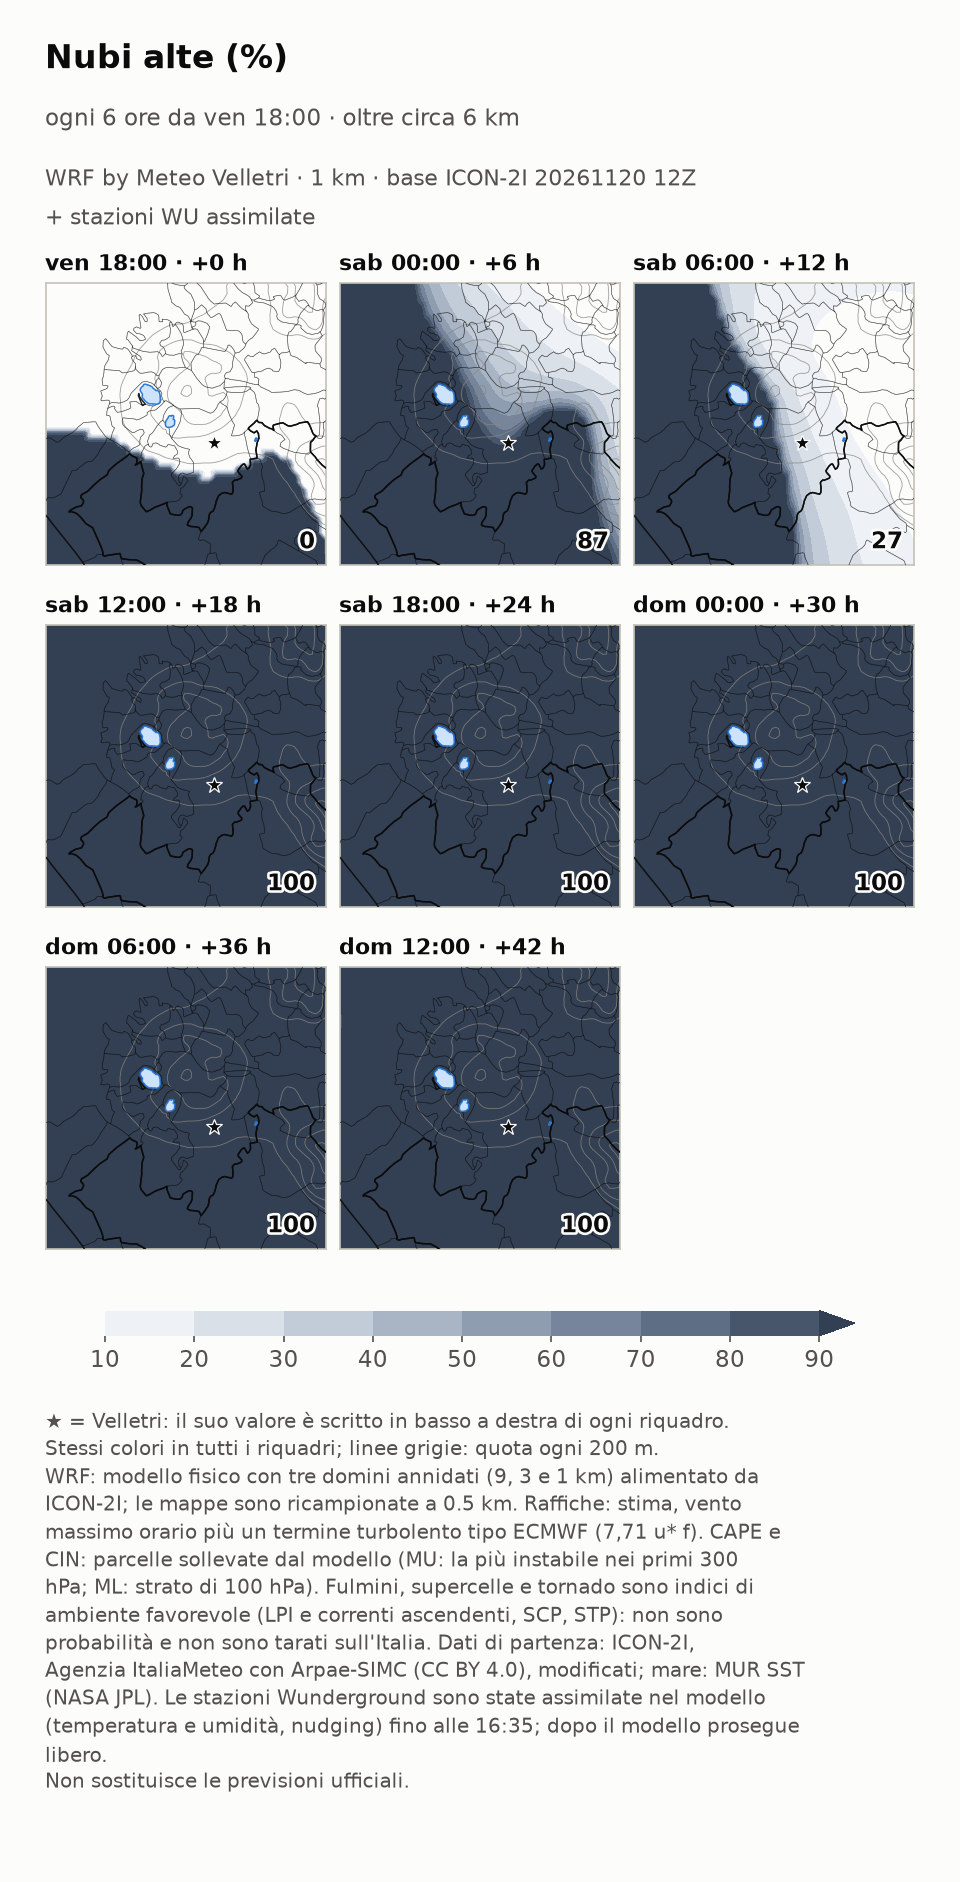 Nubi alte (%)
ogni 6 ore da ven 18:00 · oltre circa 6 km
WRF by Meteo Velletri · 1 km · base ICON-2I 20261120 12Z
+ stazioni WU assimilate
ven 18:00 · +0 h
0
sab 00:00 · +6 h
87
sab 06:00 · +12 h
27
sab 12:00 · +18 h
100
sab 18:00 · +24 h
100
dom 00:00 · +30 h
100
dom 06:00 · +36 h
100
dom 12:00 · +42 h
100
10 20 30 40 50 60 70 80 90
★ = Velletri: il suo valore è scritto in basso a destra di ogni riquadro.
Stessi colori in tutti i riquadri; linee grigie: quota ogni 200 m.
WRF: modello fisico con tre domini annidati (9, 3 e 1 km) alimentato da
ICON-2I; le mappe sono ricampionate a 0.5 km. Raffiche: stima, vento
massimo orario più un termine turbolento tipo ECMWF (7,71 u* f). CAPE e
CIN: parcelle sollevate dal modello (MU: la più instabile nei primi 300
hPa; ML: strato di 100 hPa). Fulmini, supercelle e tornado sono indici di
ambiente favorevole (LPI e correnti ascendenti, SCP, STP): non sono
probabilità e non sono tarati sull'Italia. Dati di partenza: ICON-2I,
Agenzia ItaliaMeteo con Arpae-SIMC (CC BY 4.0), modificati; mare: MUR SST
(NASA JPL). Le stazioni Wunderground sono state assimilate nel modello
(temperatura e umidità, nudging) fino alle 16:35; dopo il modello prosegue
libero.
Non sostituisce le previsioni ufficiali.